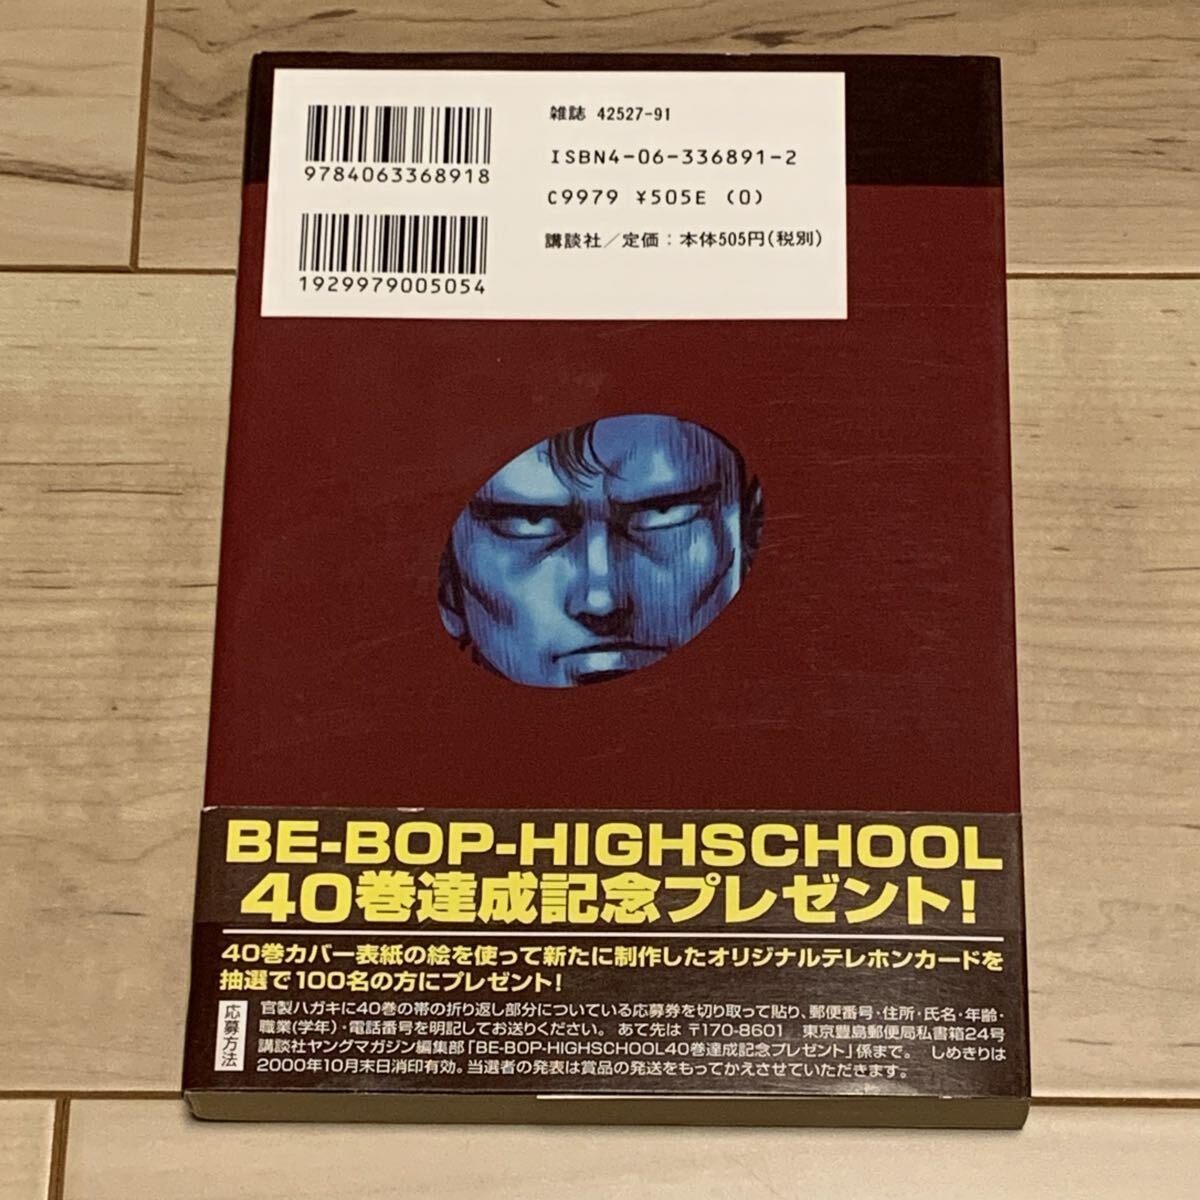 雑誌 42527-91
ISBN4-06-336891-2
C9979 ¥505E (0)
講談社/定価:本体505円(税別)
9784063368918
1929979005054
BE-BOP-HIGHSCHOOL
40巻達成記念プレゼント!
40巻カバー表紙の絵を使って新たに制作したオリジナルテレホンカードを
抽選で100名の方にプレゼント!
応募方法
官製ハガキに40巻の帯の折り返し部分についている応募券を切り取って貼り、郵便番号・住所・氏名・年齢・
職業(学年)・電話番号を明記してお送りください。あて先は 〒170-8601 東京豊島郵便局私書箱24号
講談社ヤングマガジン編集部「BE-BOP-HIGHSCHOOL40巻達成記念プレゼント」係まで。 しめきりは
2000年10月末日消印有効。当選者の発表は賞品の発送をもってかえさせていただきます。